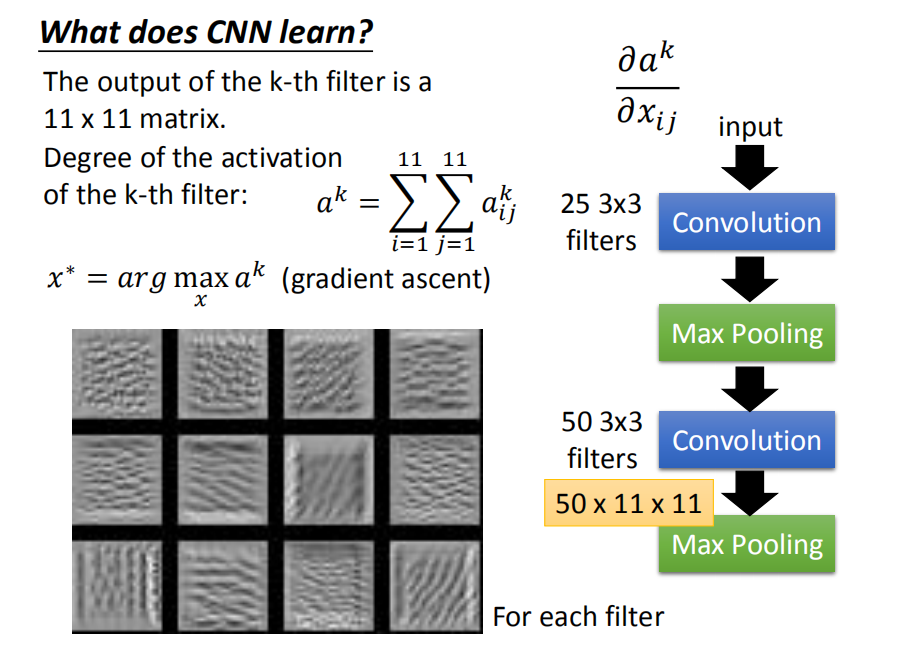 What does CNN learn?
The output of the k-th filter is a
11 x 11 matrix.
Degree of the activation
of the k-th filter:
a^k = \sum_{i=1}^{11} \sum_{j=1}^{11} a_{ij}^k
x^* = arg \max_x a^k (gradient ascent)
For each filter
\frac{∂a^k}{∂x_{ij}}
input
25 3x3
filters
Convolution
Max Pooling
50 3x3
filters
Convolution
50 x 11 x 11
Max Pooling